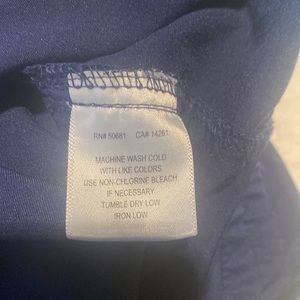 RN# 50681 CA# 14261
MACHINE WASH COLD
WITH LIKE COLORS
USE NON-CHLORINE BLEACH
IF NECESSARY
TUMBLE DRY LOW
IRON LOW